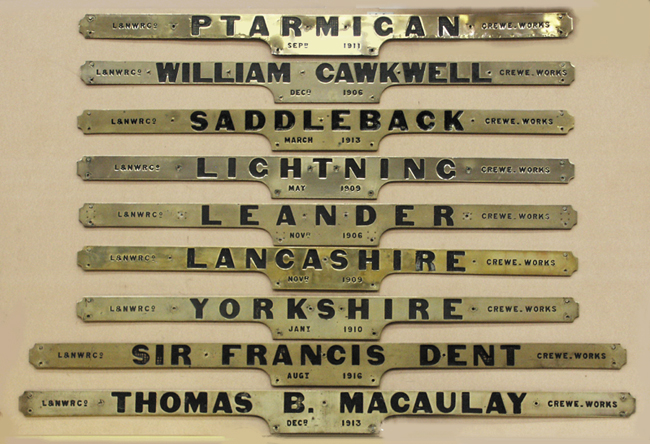 L&NWRCo PTARMIGAN CREWE.WORKS
SEPR 1911
L&NWRCo WILLIAM CAWKWELL CREWE.WORKS
DECR 1906
L&NWRCo SADDLEBACK CREWE.WORKS
MARCH 1913
L&NWRCo LIGHTNING CREWE.WORKS
MAY 1909
L&NWRCo LEANDER CREWE.WORKS
NOVR 1906
L&NWRCo LANCASHIRE CREWE.WORKS
NOVR 1909
L&NWRCo YORKSHIRE CREWE.WORKS
JANY 1910
L&NWRCo SIR FRANCIS DENT CREWE.WORKS
AUGT 1916
L&NWRCo THOMAS B. MACAULAY CREWE.WORKS
DECR 1913